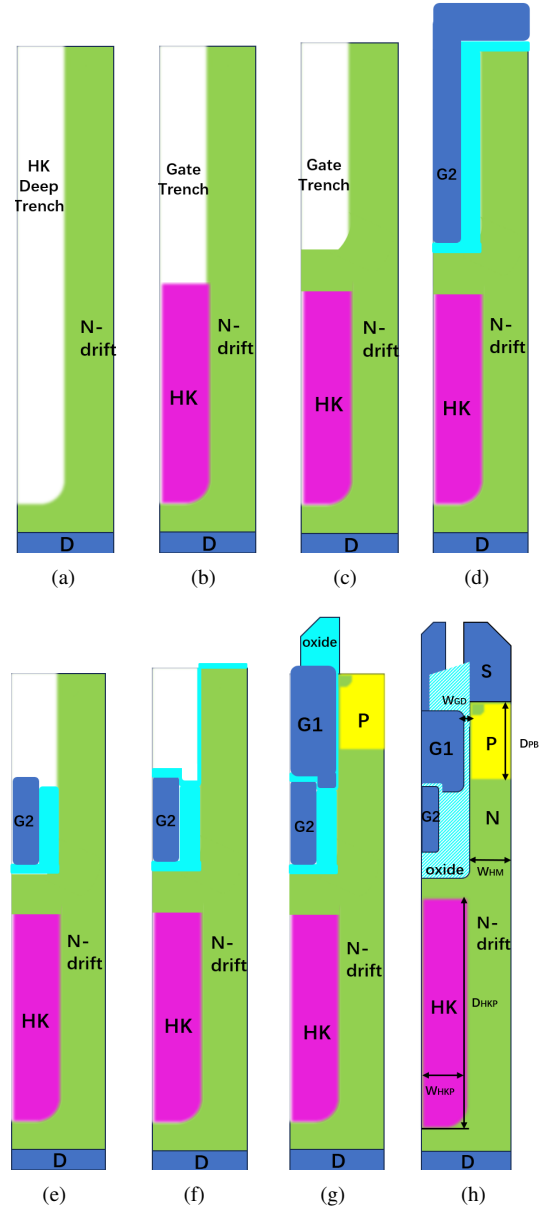 HK
Deep
Trench
N-
drift
D
(a)
Gate
Trench
N-
drift
HK
D
(b)
Gate
Trench
N-
drift
HK
D
(c)
G2
N-
drift
HK
D
(d)
G2
N-
drift
HK
D
(e)
G2
N-
drift
HK
D
(f)
oxide
G1
P
G2
N-
drift
HK
D
(g)
S
WGD
G1
P
DPB
G2
N
oxide
WHM
N-
drift
HK
DHKP
WHKP
D
(h)